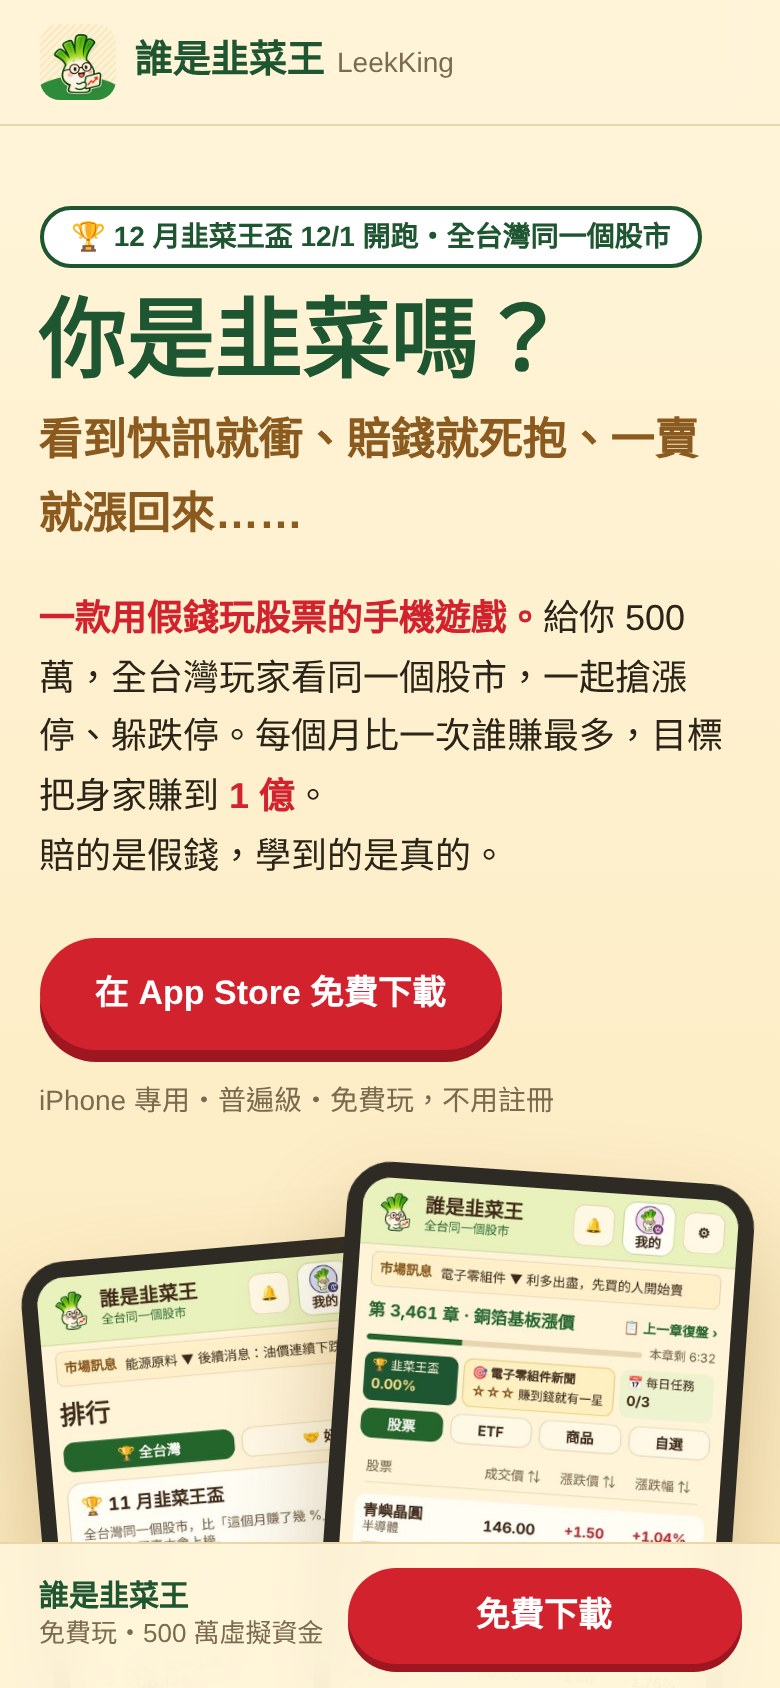 誰是韭菜王 LeekKing
🏆 12 月韭菜王盃 12/1 開跑・全台灣同一個股市
你是韭菜嗎？
看到快訊就衝、賠錢就死抱、一賣
就漲回來……
一款用假錢玩股票的手機遊戲。給你 500
萬，全台灣玩家看同一個股市，一起搶漲
停、躲跌停。每個月比一次誰賺最多，目標
把身家賺到 1 億。
賠的是假錢，學到的是真的。
在 App Store 免費下載
iPhone 專用・普遍級・免費玩，不用註冊
誰是韭菜王
全台同一個股市
我的
市場訊息 能源原料 ▼ 後續消息：油價連續下跌
排行
🏆 全台灣
🏆 11 月韭菜王盃
全台灣同一個股市，比「這個月賺了幾 %」
誰是韭菜王
全台同一個股市
我的
市場訊息 電子零組件 ▼ 利多出盡，先買的人開始賣
第 3,461 章・銅箔基板漲價
📋 上一章復盤 ›
本章剩 6:32
🏆 韭菜王盃
0.00%
🎯 電子零組件新聞
☆☆☆ 賺到錢就有一星
📅 每日任務
0/3
股票 ETF 商品 自選
股票 成交價 ⇅ 漲跌價 ⇅ 漲跌幅 ⇅
青嶼晶圓
半導體
146.00 +1.50 +1.04%
誰是韭菜王
免費玩・500 萬虛擬資金
免費下載